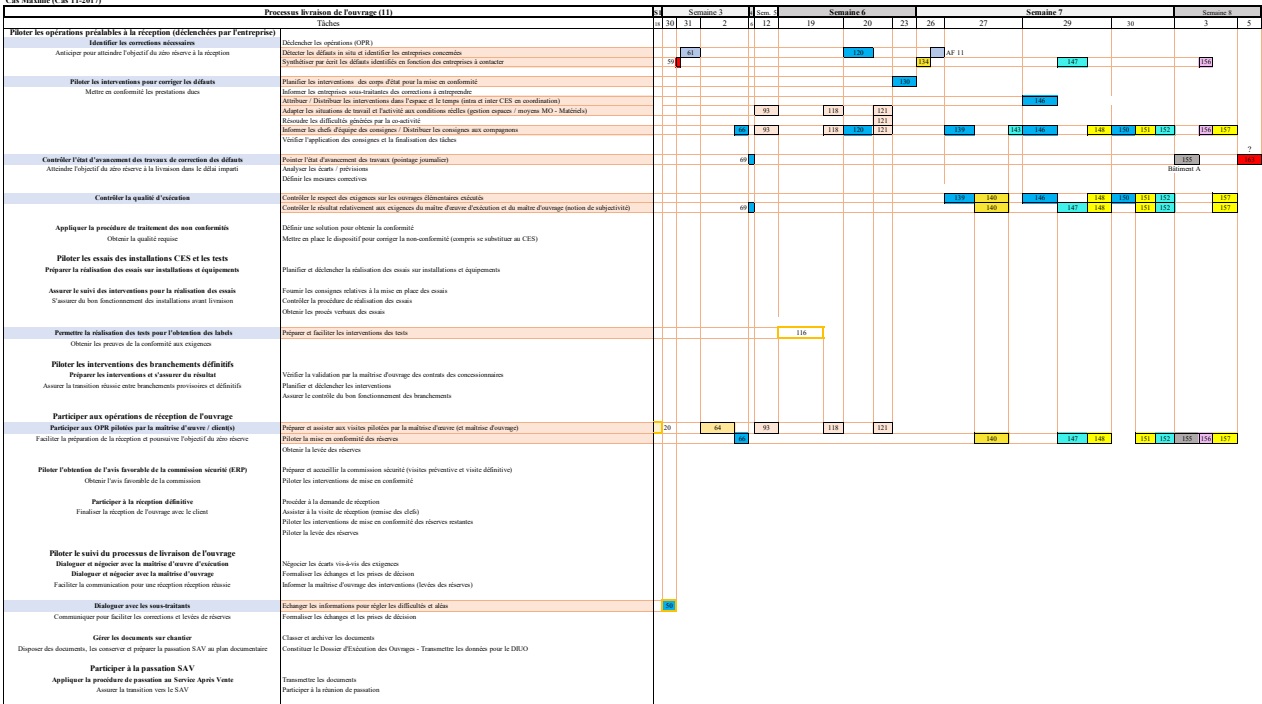 Cas Maxime (Cas 11-2017)
Processus livraison de l'ouvrage (11) S1 Semaine 3 Sem. 5 Semaine 6 Semaine 7 Semaine 8
Tâches 30 31 2 6 12 19 20 23 26 27 29 30 3 5
Piloter les opérations préalables à la réception (déclenchées par l'entreprise)
Identifier les corrections nécessaires Déclencher les opérations (OPR)
Anticiper pour atteindre l'objectif du zéro réserve à la réception Détecter les défauts in situ et identifier les entreprises concernées 61 120 AF 11
Synthétiser par écrit les défauts identifiés en fonction des entreprises à contacter 59 134 147 156
Piloter les interventions pour corriger les défauts Planifier les interventions des corps d'état pour la mise en conformité 130
Mettre en conformité les prestations dues Informer les entreprises sous-traitantes des corrections à entreprendre
Attribuer / Distribuer les interventions dans l'espace et le temps (intra et inter CES en coordination) 146
Adapter les situations de travail et l'activité aux conditions réelles (gestion espaces / moyens MO - Matériels) 93 118 121
Résoudre les difficultés générées par la co-activité 121
Informer les chefs d'équipe des consignes / Distribuer les consignes aux compagnons 66 93 118 120 121 139 143 146 148 150 151 152 156 157
Vérifier l'application des consignes et la finalisation des tâches
?
Contrôler l'état d'avancement des travaux de correction des défauts Pointer l'état d'avancement des travaux (pointage journalier) 69 155
Atteindre l'objectif du zéro réserve à la livraison dans le délai imparti Analyser les écarts / prévisions Bâtiment A
Définir les mesures correctives
Contrôler la qualité d'exécution Contrôler le respect des exigences sur les ouvrages élémentaires exécutés 139 140 146 148 150 151 152 157
Contrôler le résultat relativement aux exigences du maître d'œuvre d'exécution et du maître d'ouvrage (notion de subjectivité) 69 140 147 148 151 152 157
Appliquer la procédure de traitement des non conformités Définir une solution pour obtenir la conformité
Obtenir la qualité requise Mettre en place le dispositif pour corriger la non-conformité (compris se substituer au CES)
Piloter les essais des installations CES et les tests
Préparer la réalisation des essais sur installations et équipements Planifier et déclencher la réalisation des essais sur installations et équipements
Assurer le suivi des interventions pour la réalisation des essais Fournir les consignes relatives à la mise en place des essais
S'assurer du bon fonctionnement des installations avant livraison Contrôler la procédure de réalisation des essais
Obtenir les procès verbaux des essais
Permettre la réalisation des tests pour l'obtention des labels Préparer et faciliter les interventions des tests 116
Obtenir les preuves de la conformité aux exigences
Piloter les interventions des branchements définitifs
Préparer les interventions et s'assurer du résultat Vérifier la validation par la maîtrise d'ouvrage des contrats des concessionnaires
Assurer la transition réussie entre branchements provisoires et définitifs Planifier et déclencher les interventions
Assurer le contrôle du bon fonctionnement des branchements
Participer aux opérations de réception de l'ouvrage
Participer aux OPR pilotées par la maîtrise d'œuvre / client(s) Préparer et assister aux visites pilotées par la maîtrise d'œuvre (et maîtrise d'ouvrage) 20 64 93 118 121
Faciliter la préparation de la réception et poursuivre l'objectif du zéro réserve Piloter la mise en conformité des réserves 66 140 147 148 151 152 155 156 157
Obtenir la levée des réserves
Piloter l'obtention de l'avis favorable de la commission sécurité (ERP) Préparer et accueillir la commission sécurité (visites préventive et visite définitive)
Obtenir l'avis favorable de la commission Piloter les interventions de mise en conformité
Participer à la réception définitive Procéder à la demande de réception
Finaliser la réception de l'ouvrage avec le client Assister à la visite de réception (remise des clefs)
Piloter les interventions de mise en conformité des réserves restantes
Piloter la levée des réserves
Piloter le suivi du processus de livraison de l'ouvrage
Dialoguer et négocier avec la maîtrise d'œuvre d'exécution Négocier les écarts vis-à-vis des exigences
Dialoguer et négocier avec la maîtrise d'ouvrage Formaliser les échanges et les prises de décison
Faciliter la communication pour une réception réception réussie Informer la maîtrise d'ouvrage des interventions (levées des réserves)
Dialoguer avec les sous-traitants Echanger les informations pour régler les difficultés et aléas 50
Communiquer pour faciliter les corrections et levées de réserves Formaliser les échanges et les prises de décision
Gérer les documents sur chantier Classer et archiver les documents
Disposer des documents, les conserver et préparer la passation SAV au plan documentaire Constituer le Dossier d'Exécution des Ouvrages - Transmettre les données pour le DIUO
Participer à la passation SAV
Appliquer la procédure de passation au Service Après Vente Transmettre les documents
Assurer la transition vers le SAV Participer à la réunion de passation